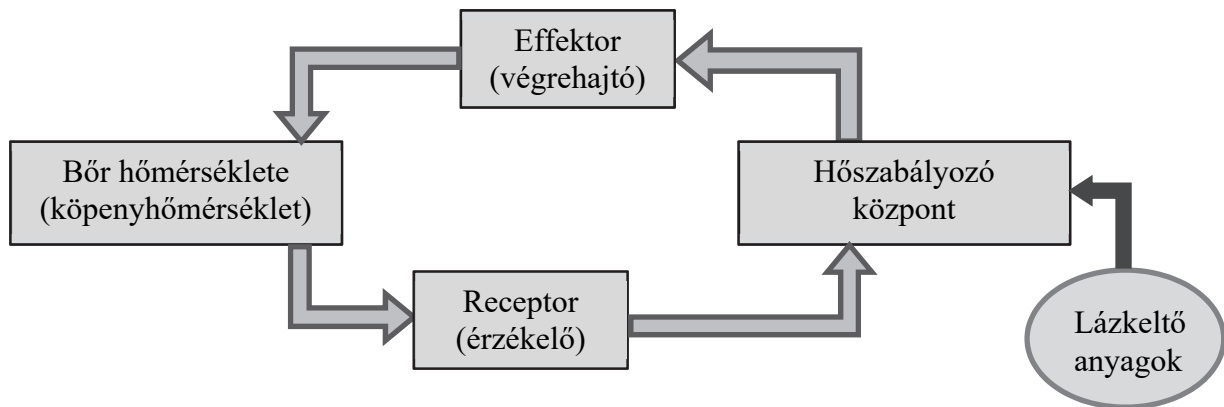 Effektor
(végrehajtó)
Bőr hőmérséklete
(köpenyhőmérséklet)
Hőszabályozó
központ
Receptor
(érzékelő)
Lázkeltő
anyagok